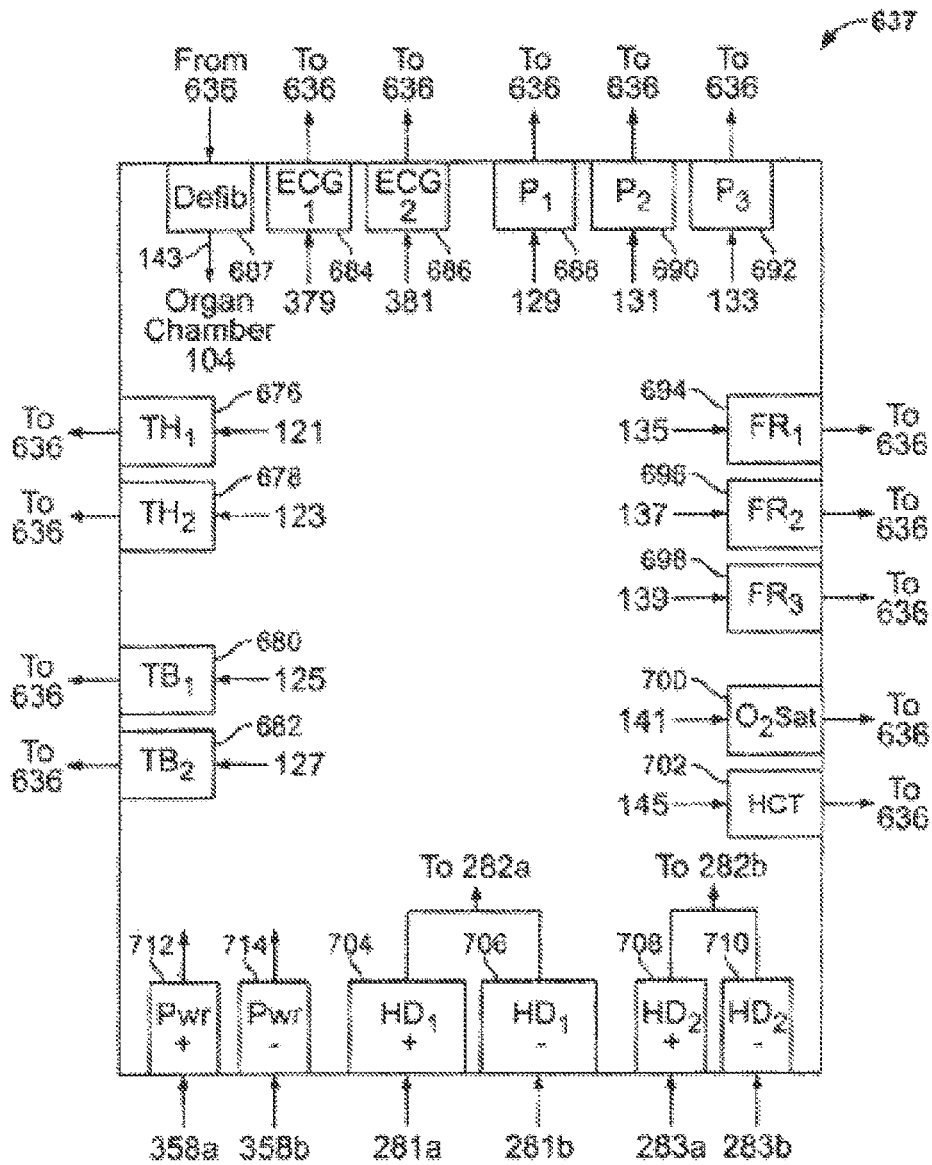 637
From To To To To To
636 636 636 636 636 636
Defib ECG 1 ECG 2 P1 P2 P3
143 687 684 686 688 690 692
Organ 379 381 129 131 133
Chamber
104
676 694
To 636 TH1 121 135 FR1 To 636
678 696
To 636 TH2 123 137 FR2 To 636
698
139 FR3 To 636
680
To 636 TB1 125
700
141 O2Sat To 636
682
To 636 TB2 127
702
145 HCT To 636
To 282a To 282b
712 714 704 706 708 710
Pwr + Pwr - HD1 + HD1 - HD2 + HD2 -
358a 358b 281a 281b 283a 283b